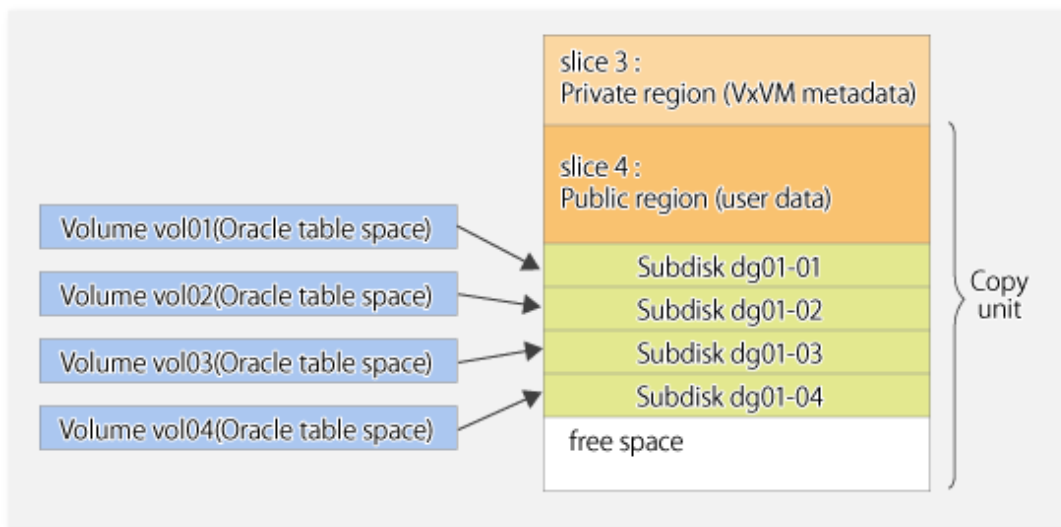 slice 3 :
Private region (VxVM metadata)
slice 4 :
Public region (user data)
Volume vol01(Oracle table space)
Volume vol02(Oracle table space)
Volume vol03(Oracle table space)
Volume vol04(Oracle table space)
Subdisk dg01-01
Subdisk dg01-02
Subdisk dg01-03
Subdisk dg01-04
free space
Copy
unit